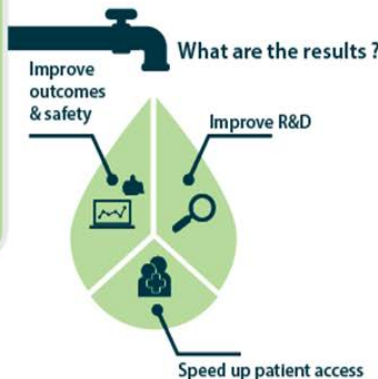 What are the results ?
Improve
outcomes
& safety
Improve R&D
Speed up patient access